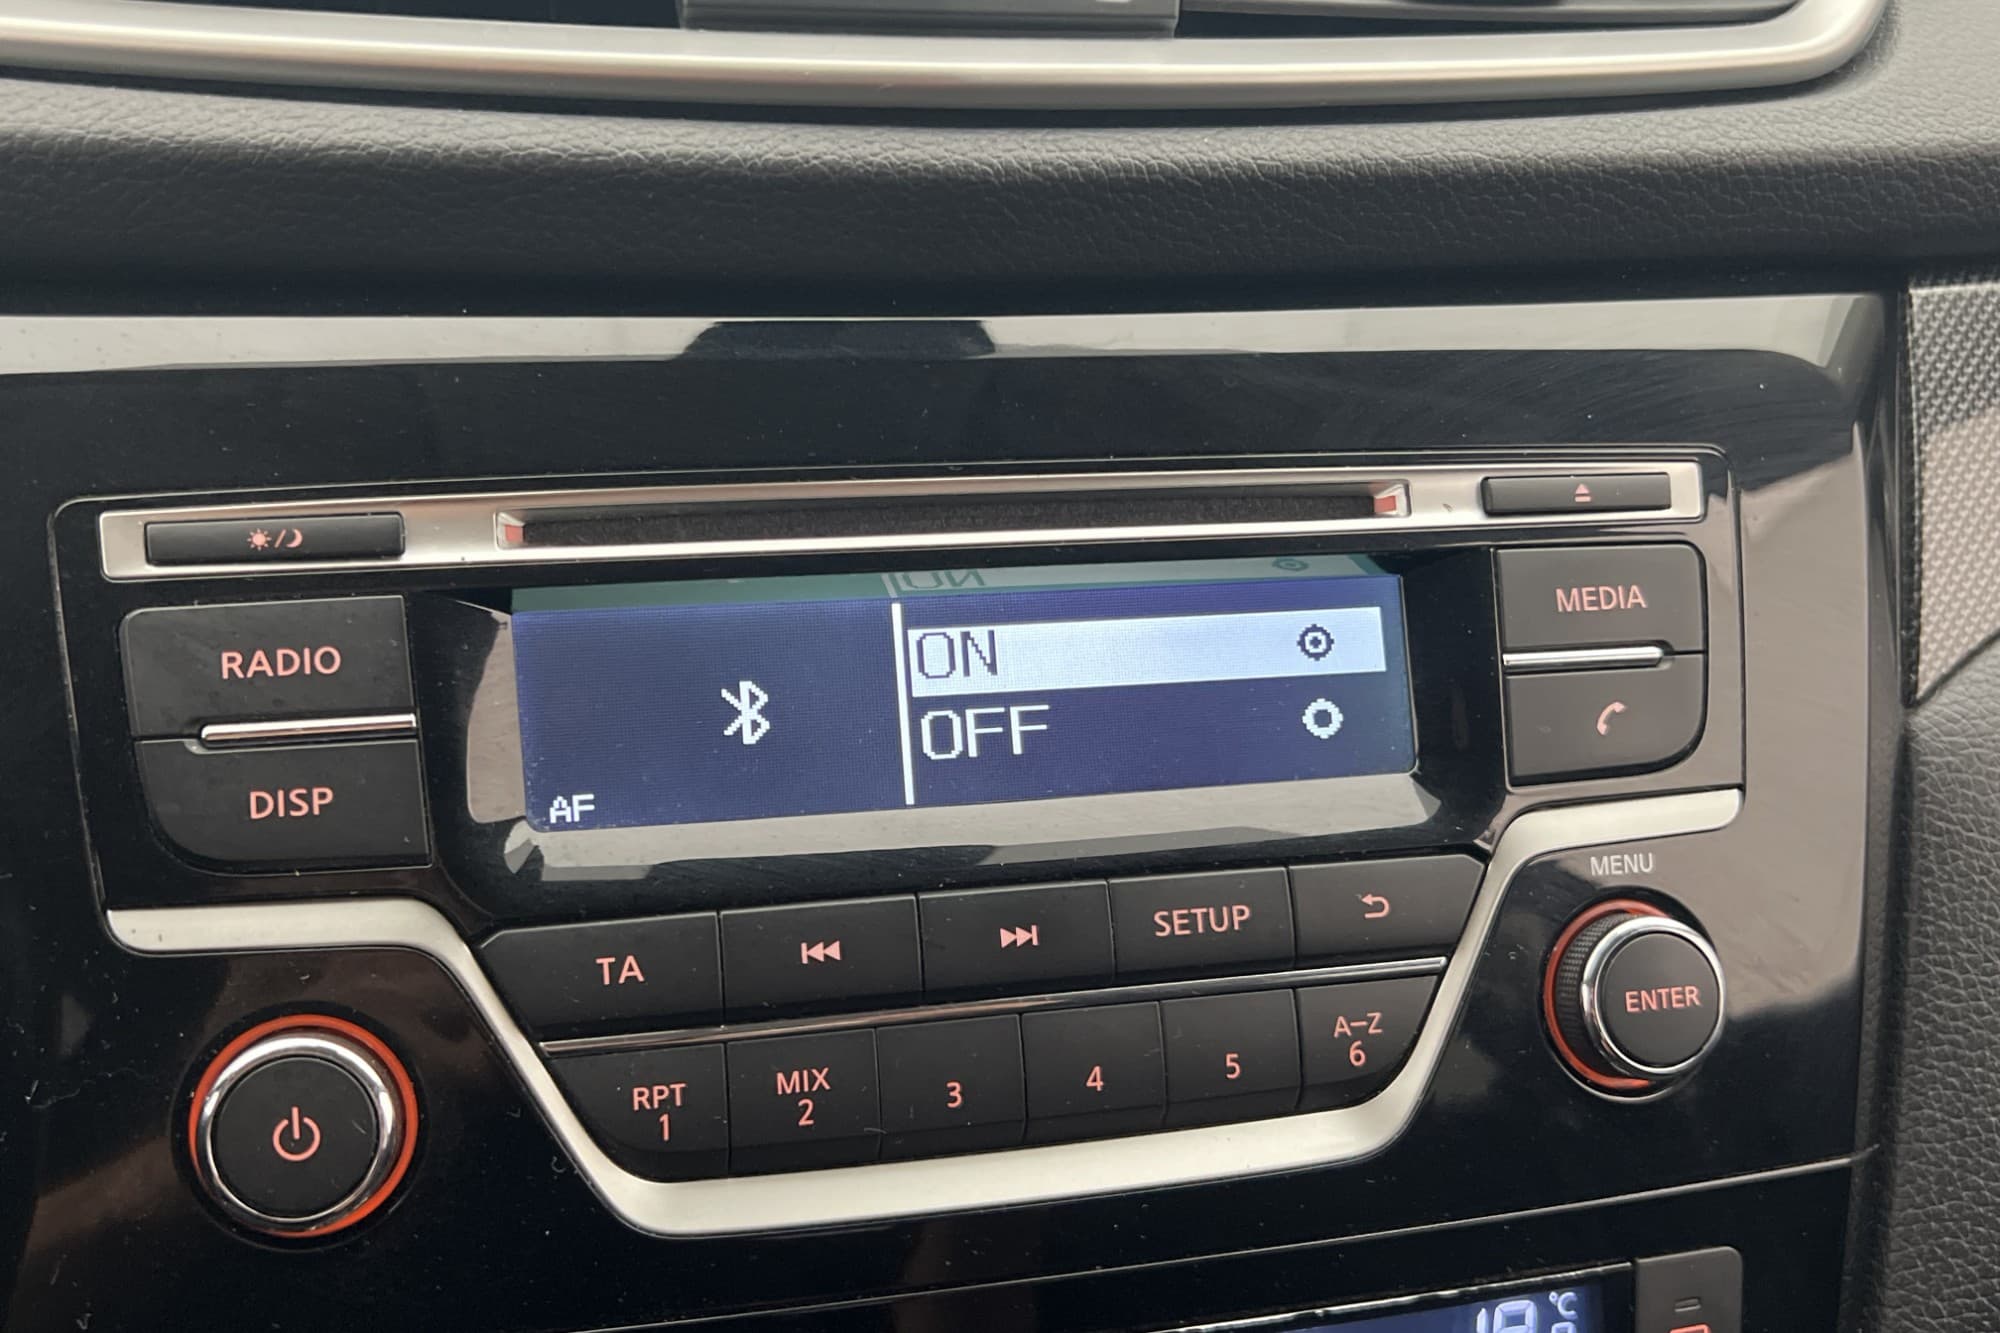 RADIO
DISP
ON
OFF
AF
MEDIA
MENU
ENTER
TA
SETUP
RPT
1
MIX
2
3
4
5
A–Z
6
°C